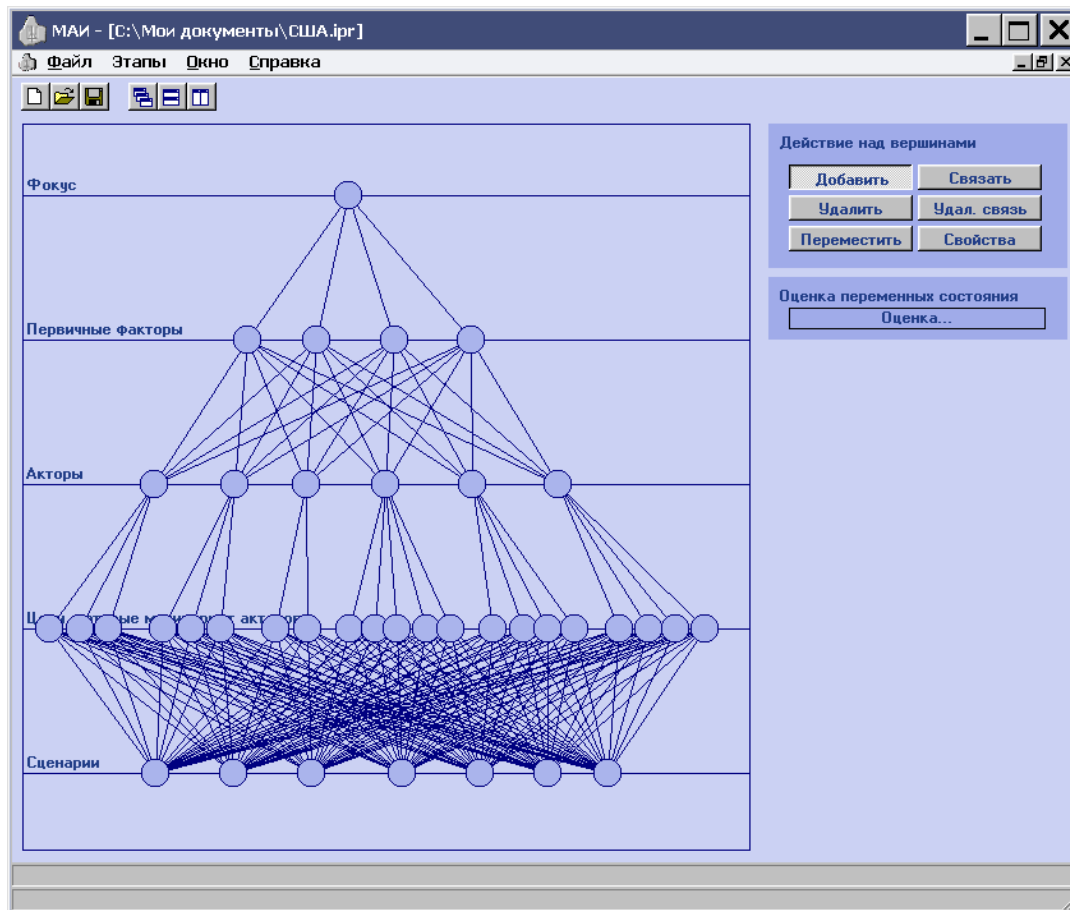 МАИ - [C:\Мои документы\США.ipr]
Файл Этапы Окно Справка
Действие над вершинами
Добавить Связать
Удалить Удал. связь
Переместить Свойства
Оценка переменных состояния
Оценка...
Фокус
Первичные факторы
Акторы
Сценарии